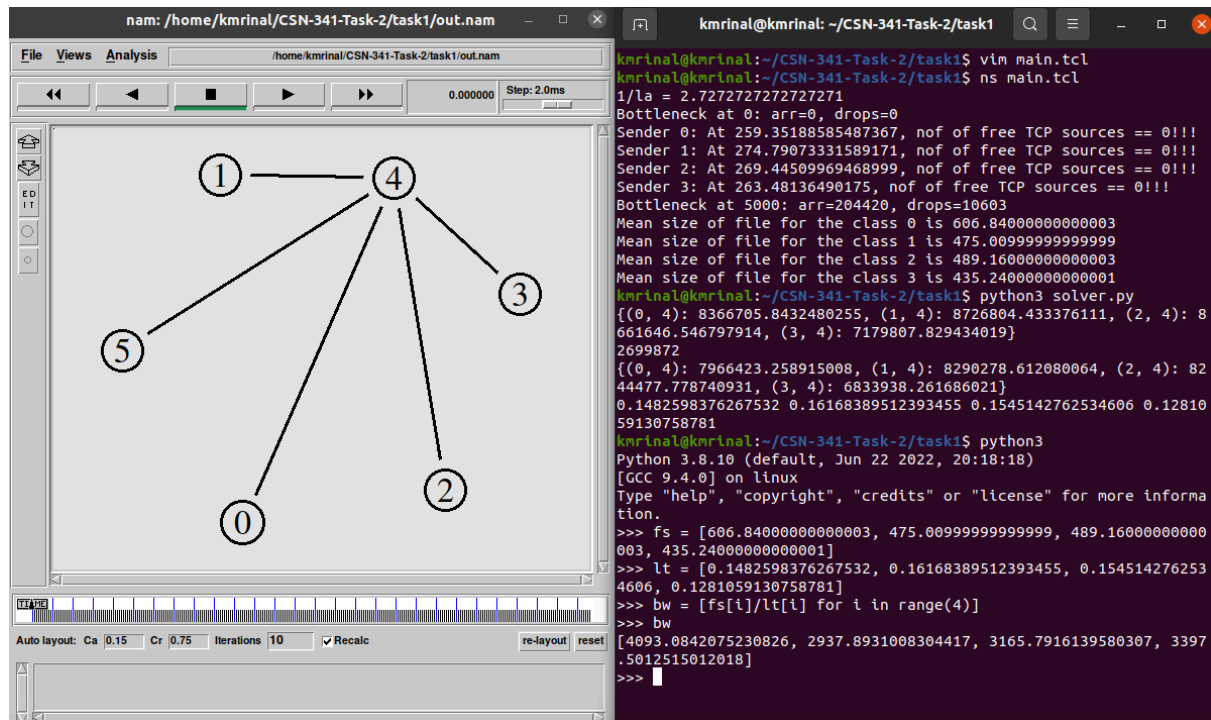 nam: /home/kmrinal/CSN-341-Task-2/task1/out.nam
File Views Analysis /home/kmrinal/CSN-341-Task-2/task1/out.nam
0.000000 Step: 2.0ms
ED
IT
1
4
3
5
2
0
TIME
Auto layout: Ca 0.15 Cr 0.75 Iterations 10 Recalc re-layout reset
kmrinal@kmrinal: ~/CSN-341-Task-2/task1
kmrinal@kmrinal:~/CSN-341-Task-2/task1$ vim main.tcl
kmrinal@kmrinal:~/CSN-341-Task-2/task1$ ns main.tcl
1/la = 2.7272727272727271
Bottleneck at 0: arr=0, drops=0
Sender 0: At 259.35188585487367, nof of free TCP sources == 0!!!
Sender 1: At 274.79073331589171, nof of free TCP sources == 0!!!
Sender 2: At 269.44509969468999, nof of free TCP sources == 0!!!
Sender 3: At 263.48136490175, nof of free TCP sources == 0!!!
Bottleneck at 5000: arr=204420, drops=10603
Mean size of file for the class 0 is 606.84000000000003
Mean size of file for the class 1 is 475.00999999999999
Mean size of file for the class 2 is 489.16000000000003
Mean size of file for the class 3 is 435.24000000000001
kmrinal@kmrinal:~/CSN-341-Task-2/task1$ python3 solver.py
{(0, 4): 8366705.8432480255, (1, 4): 8726804.433376111, (2, 4): 8
661646.546797914, (3, 4): 7179807.829434019}
2699872
{(0, 4): 7966423.258915008, (1, 4): 8290278.612080064, (2, 4): 82
44477.778740931, (3, 4): 6833938.261686021}
0.1482598376267532 0.16168389512393455 0.1545142762534606 0.12810
59130758781
kmrinal@kmrinal:~/CSN-341-Task-2/task1$ python3
Python 3.8.10 (default, Jun 22 2022, 20:18:18)
[GCC 9.4.0] on linux
Type "help", "copyright", "credits" or "license" for more informa
tion.
>>> fs = [606.84000000000003, 475.00999999999999, 489.16000000000
003, 435.24000000000001]
>>> lt = [0.1482598376267532, 0.16168389512393455, 0.154514276253
4606, 0.1281059130758781]
>>> bw = [fs[i]/lt[i] for i in range(4)]
>>> bw
[4093.0842075230826, 2937.8931008304417, 3165.7916139580307, 3397
.5012515012018]
>>>